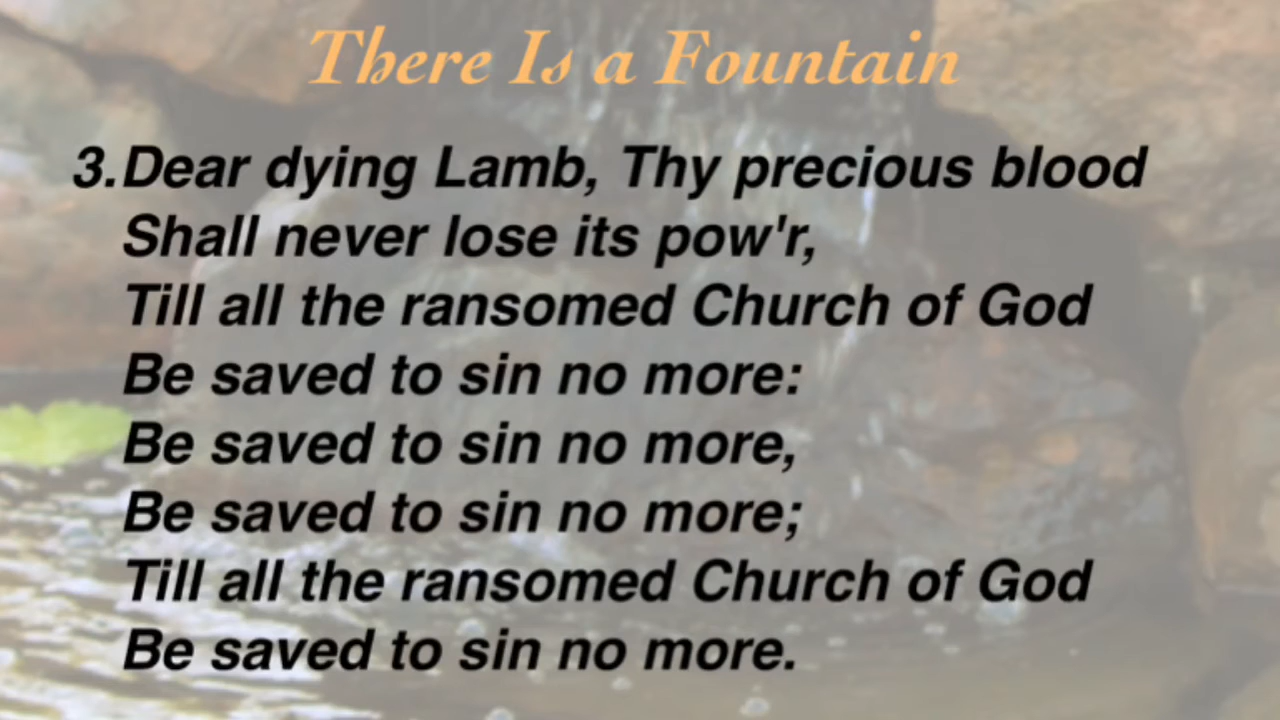 There Is a Fountain
3. Dear dying Lamb, Thy precious blood
Shall never lose its pow'r,
Till all the ransomed Church of God
Be saved to sin no more:
Be saved to sin no more,
Be saved to sin no more;
Till all the ransomed Church of God
Be saved to sin no more.